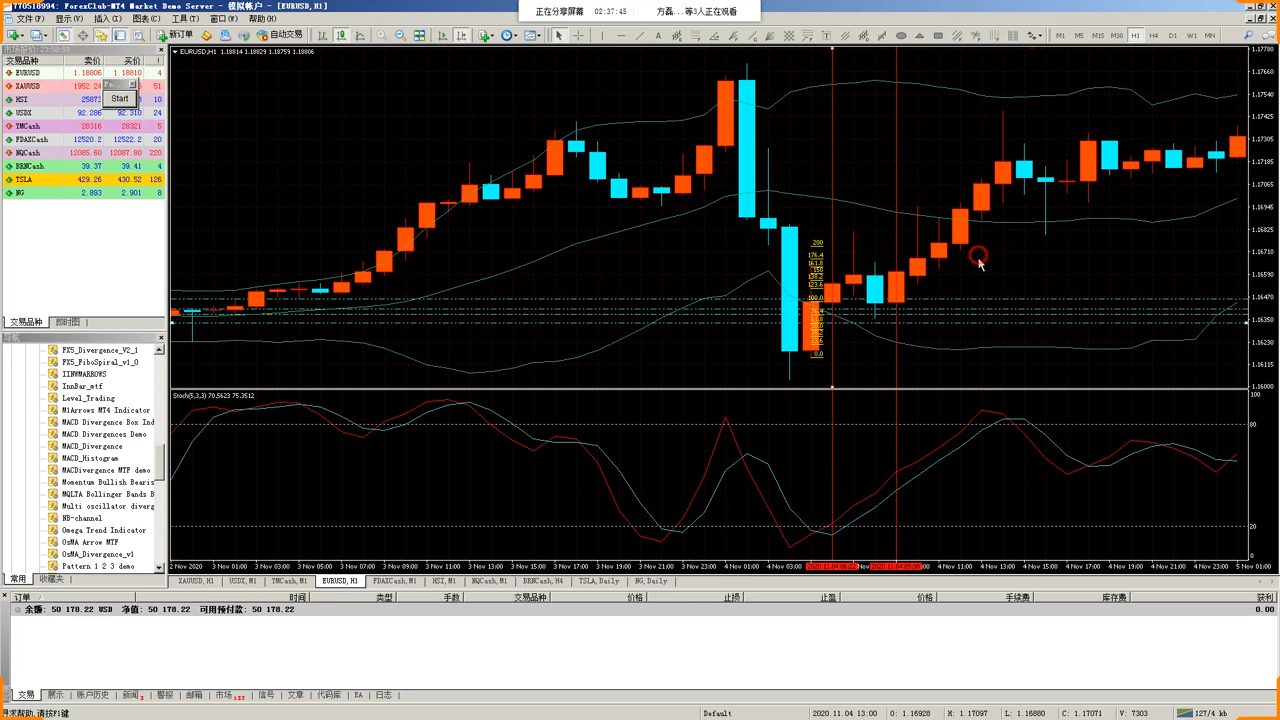 770518994: ForexClub-MT4 Market Demo Server - 模拟帐户 - [EURUSD,H1]
正在分享屏幕 02:37:45 方磊...等3人正在观看
文件(F) 显示(V) 插入(I) 图表(C) 工具(T) 窗口(W) 帮助(H)
新订单 自动交易 M1 M5 M15 M30 H1 H4 D1 W1 MN
市场报价: 23:08:59
交易品种 卖价 买价 !
EURUSD 1.18806 1.18810 4
XAUUSD 1952.24 51
HSI 25873 10
USDX 92.286 92.310 24
YMCash 28316 28321 5
FDAXCash 12520.2 12522.2 20
NQCash 12085.60 12087.80 220
BRNCash 39.37 39.41 4
TSLA 429.26 430.52 126
NG 2.893 2.901 8
Start
交易品种 即时图
导航
FX5_Divergence_V2_1
FX5_FiboSpiral_v1_0
IINWMARROWS
InnBar_mtf
Level_Trading
M1Arrows MT4 Indicator
MACD Divergence Box Ind
MACD Divergences Demo
MACD_Divergence
MACD_Histogram
MACDivergence MTF demo
Momentum Bullish Bearis
MQLTA Bollinger Bands B
Multi oscillator diverg
NB-channel
Omega Trend Indicator
OsMA Arrow MTF
OsMA_Divergence_v1
Pattern 1 2 3 demo
常用 收藏夹
EURUSD,H1 1.18814 1.18829 1.18759 1.18806
200
176.4
161.8
150
138.2
123.6
100.0
23.6
0.0
1.17780
1.17660
1.17540
1.17425
1.17305
1.17185
1.17065
1.16945
1.16825
1.16710
1.16590
1.16470
1.16350
1.16230
1.16115
1.16000
Stoch(5,3,3) 70.5623 75.3512
100
80
20
0
2 Nov 2020 3 Nov 01:00 3 Nov 03:00 3 Nov 05:00 3 Nov 07:00 3 Nov 09:00 3 Nov 11:00 3 Nov 13:00 3 Nov 15:00 3 Nov 17:00 3 Nov 19:00 3 Nov 21:00 3 Nov 23:00 4 Nov 01:00 4 Nov 03:00 4 Nov 11:00 4 Nov 13:00 4 Nov 15:00 4 Nov 17:00 4 Nov 19:00 4 Nov 21:00 4 Nov 23:00 5 Nov 01:00
XAUUSD,H1 USDX,M1 YMCash,M1 EURUSD,H1 FDAXCash,M1 HSI,M1 NQCash,M1 BRNCash,H4 TSLA,Daily NG,Daily
订单 时间 类型 手数 交易品种 价格 止损 止盈 价格 手续费 库存费 获利
余额: 50 178.22 USD 净值: 50 178.22 可用预付款: 50 178.22 0.00
交易 展示 账户历史 新闻 警报 邮箱 市场 信号 文章 代码库 EA 日志
寻求帮助,请按F1键 Default 2020.11.04 13:00 O: 1.16928 H: 1.17097 L: 1.16880 C: 1.17071 V: 7303 127/4 kb